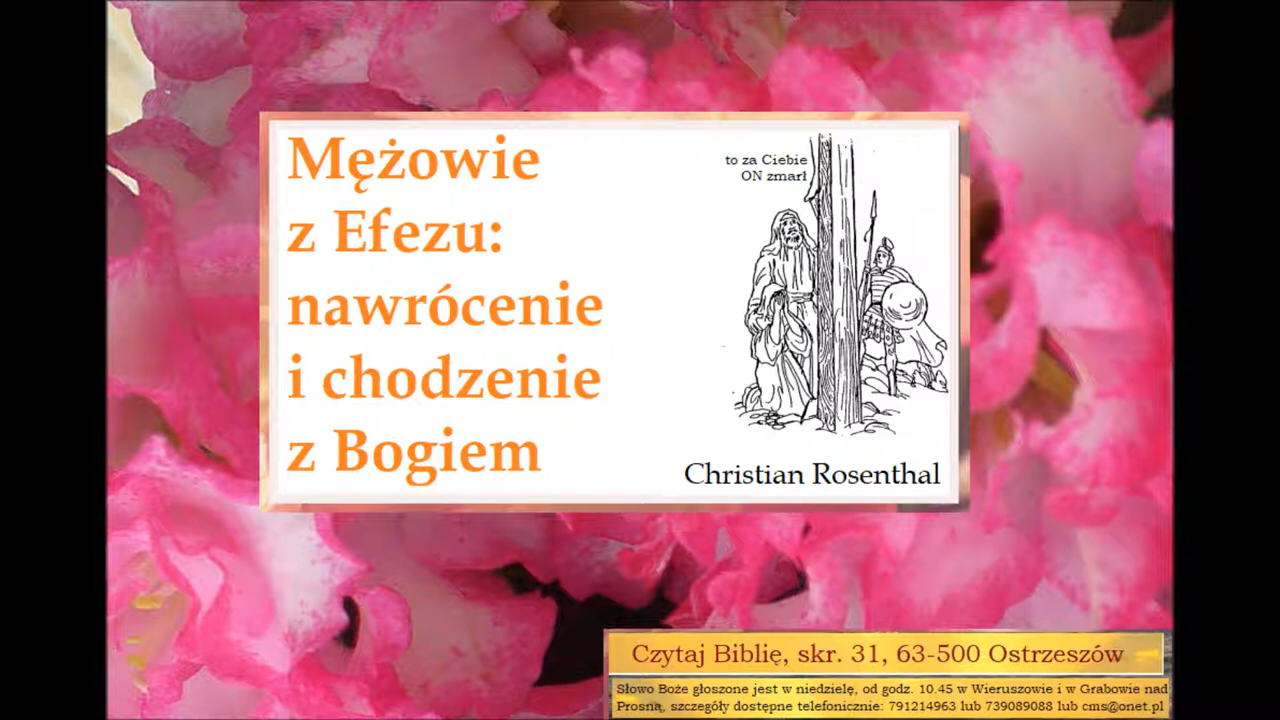 Mężowie
z Efezu:
nawrócenie
i chodzenie
z Bogiem
to za Ciebie
ON zmarł
Christian Rosenthal
Czytaj Biblię, skr. 31, 63-500 Ostrzeszów
Słowo Boże głoszone jest w niedzielę, od godz. 10.45 w Wieruszowie i w Grabowie nad
Prosną, szczegóły dostępne telefonicznie: 791214963 lub 739089088 lub cms@onet.pl